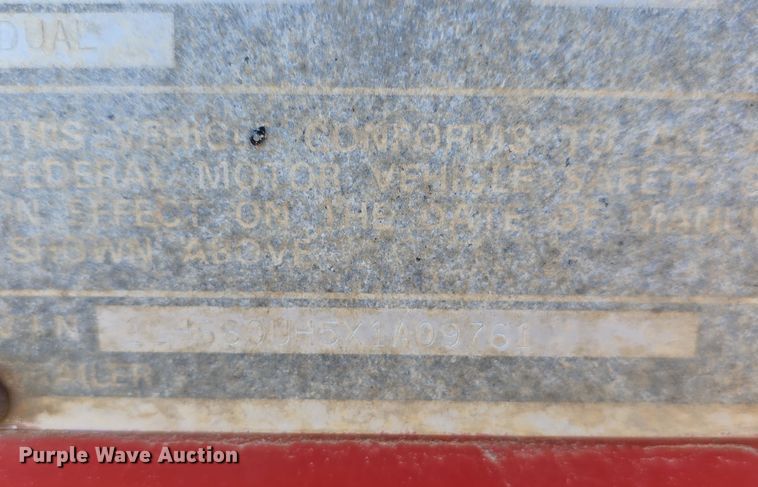 DUAL
THIS VEHICLE CONFORMS TO ALL
FEDERAL MOTOR VEHICLE SAFETY
IN EFFECT ON THE DATE OF MANU
SHOWN ABOVE
VIN
TRAILER
Purple Wave Auction